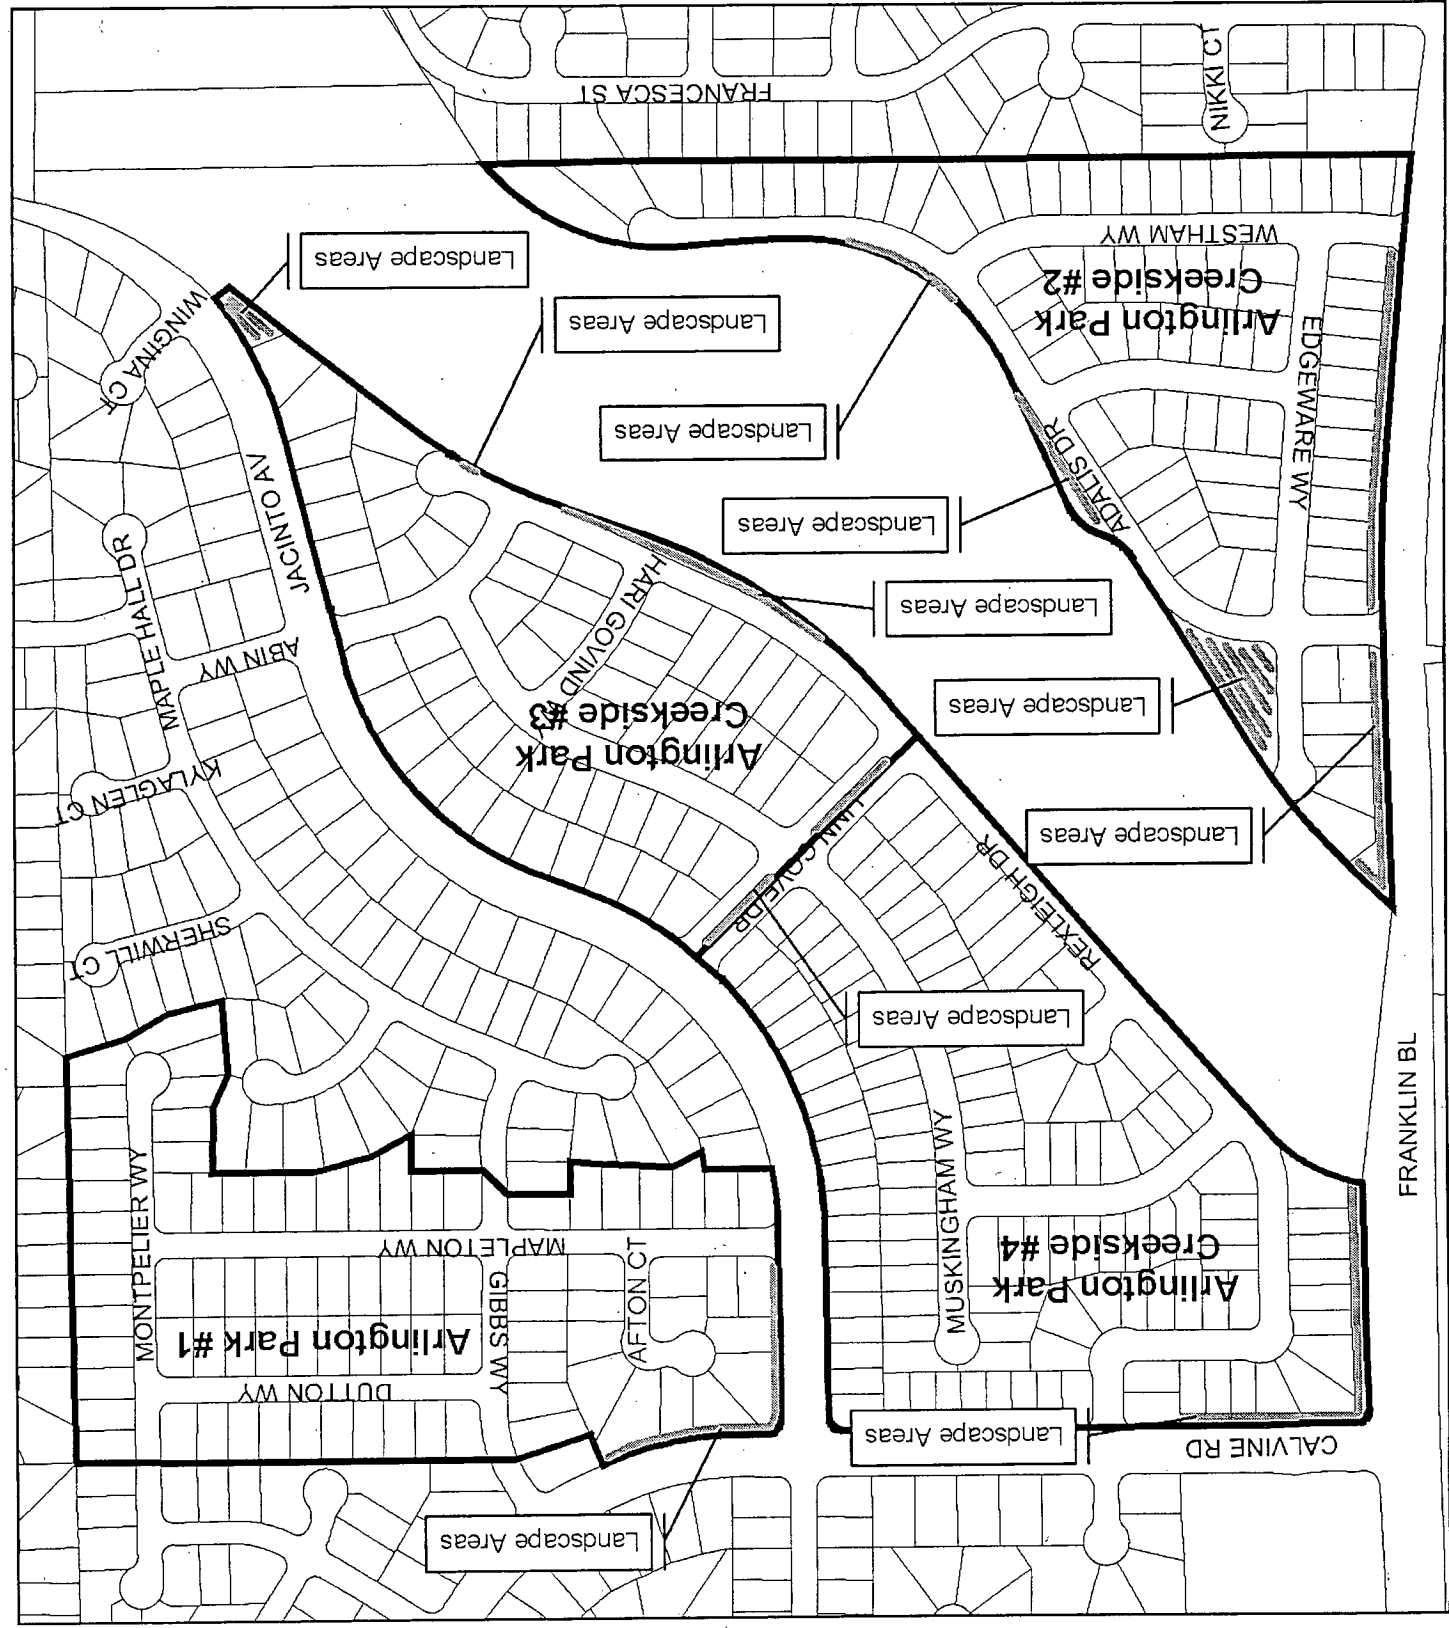 Landscape Areas
CALVINE RD
Landscape Areas
DUTTON WY
AFTON CT
GIBBS WY
Arlington Park #1
MONTPELIER WY
Arlington Park
Creekside #4
MUSKINGHAM WY
MAPLETON WY
FRANKLIN BL
Landscape Areas
REXLEIGH DR
SHERWILL CT
LINN COVE DR
Landscape Areas
KYLAGLEN CT
Arlington Park
Creekside #3
Landscape Areas
HARI GOVIND
ABIN WY
MAPLE HALL DR
Landscape Areas
JACINTO AV
Landscape Areas
ADALIS DR
EDGEWARE WY
Landscape Areas
WINGINA CT
Arlington Park
Creekside #2
Landscape Areas
Landscape Areas
WESTHAM WY
FRANCESCA ST
NIKKI CT